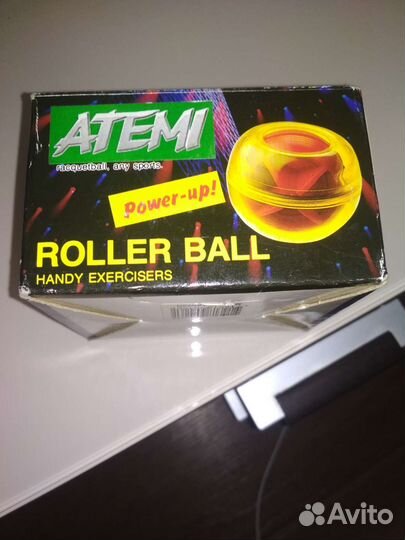 ATEMI
racquetball, any sports.
Power-up!
ROLLER BALL
HANDY EXERCISERS
Avito